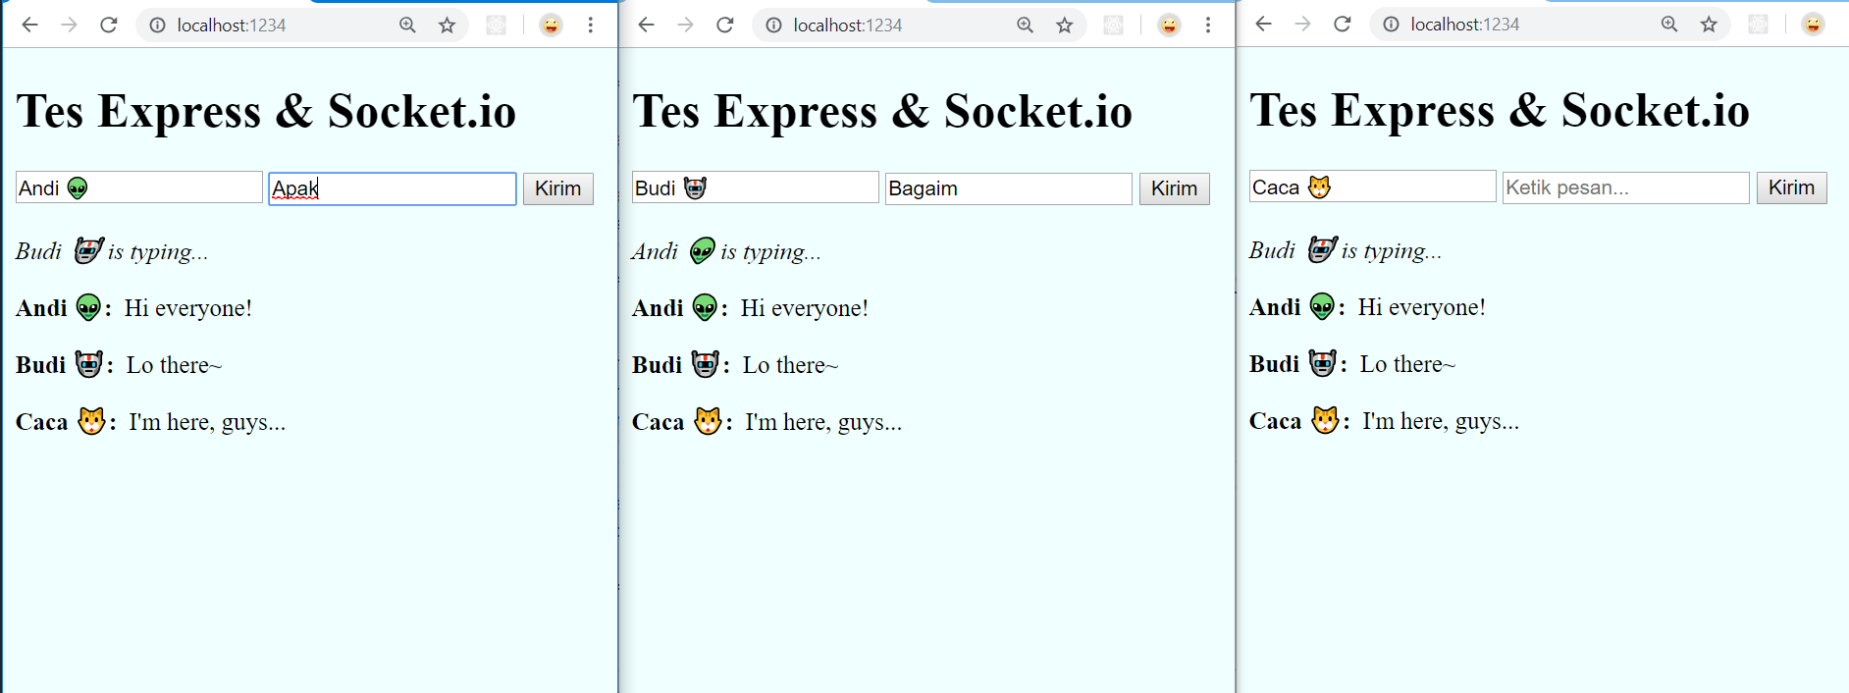 localhost:1234
Tes Express & Socket.io
Andi 👽 Apak Kirim
Budi 🤖 is typing...
Andi 👽: Hi everyone!
Budi 🤖: Lo there~
Caca 🐱: I'm here, guys...
localhost:1234
Tes Express & Socket.io
Budi 🤖 Bagaim Kirim
Andi 👽 is typing...
Andi 👽: Hi everyone!
Budi 🤖: Lo there~
Caca 🐱: I'm here, guys...
localhost:1234
Tes Express & Socket.io
Caca 🐱 Ketik pesan... Kirim
Budi 🤖 is typing...
Andi 👽: Hi everyone!
Budi 🤖: Lo there~
Caca 🐱: I'm here, guys...